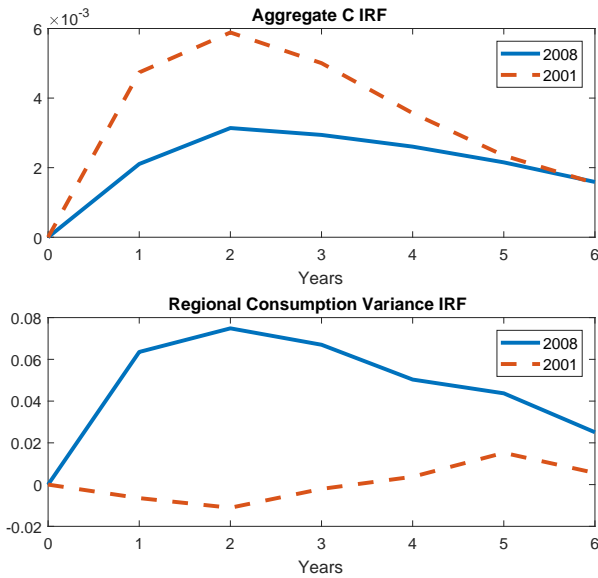 Aggregate C IRF
×10⁻³
6
4
2
0
2008
2001
0 1 2 3 4 5 6
Years
Regional Consumption Variance IRF
0.08
0.06
0.04
0.02
0
-0.02
2008
2001
0 1 2 3 4 5 6
Years